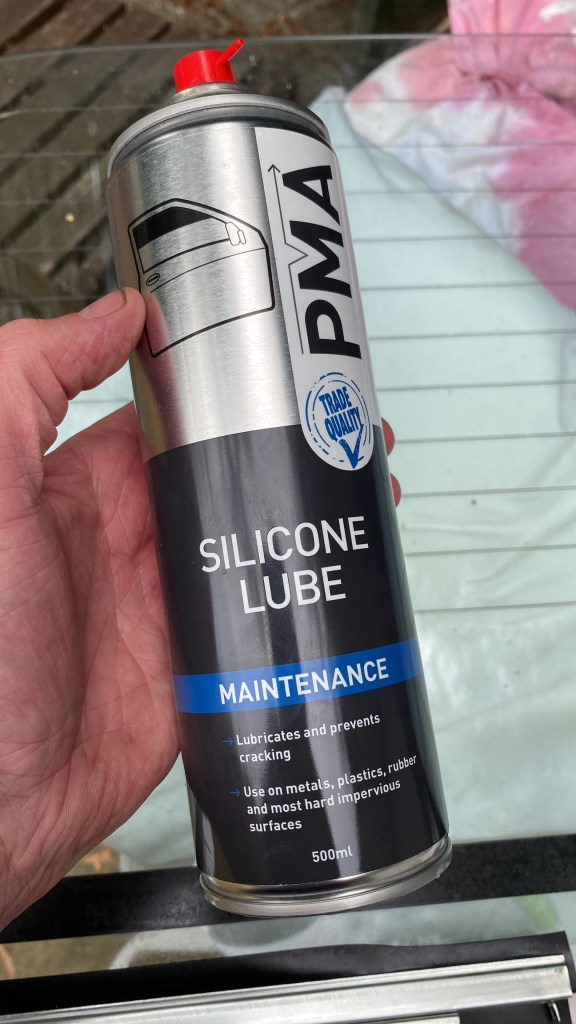 PMA
TRADE
QUALITY
SILICONE
LUBE
MAINTENANCE
→ Lubricates and prevents
cracking
→ Use on metals, plastics, rubber
and most hard impervious
surfaces
500ml